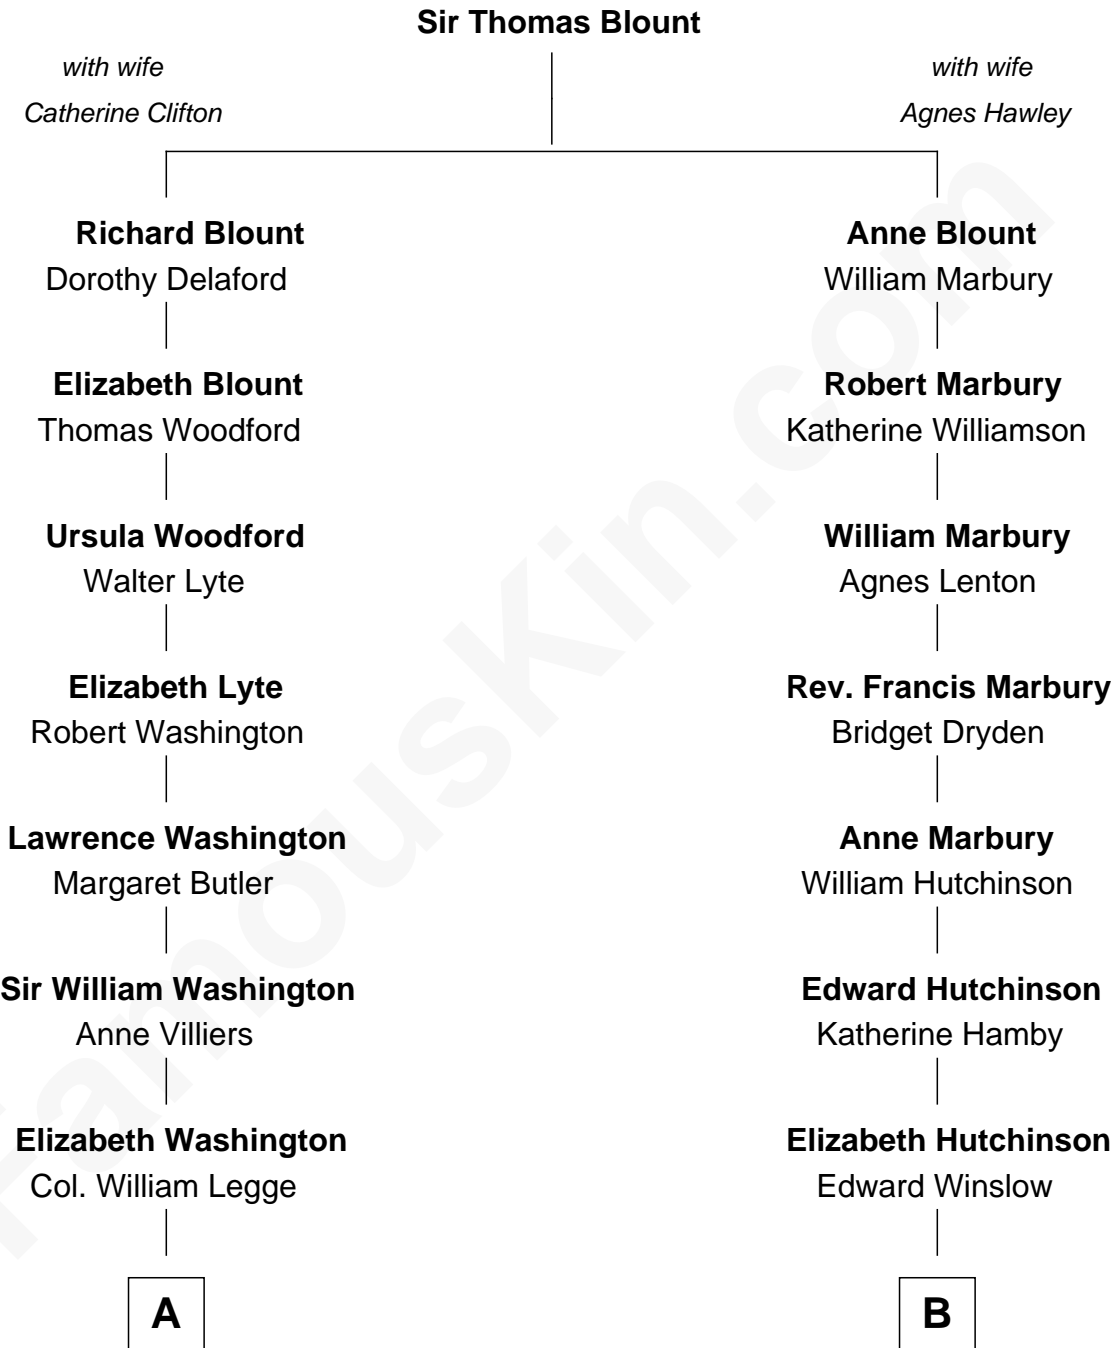 Sir Thomas Blount
with wife
Catherine Clifton
with wife
Agnes Hawley
Richard Blount
Dorothy Delaford
Elizabeth Blount
Thomas Woodford
Ursula Woodford
Walter Lyte
Elizabeth Lyte
Robert Washington
Lawrence Washington
Margaret Butler
Sir William Washington
Anne Villiers
Elizabeth Washington
Col. William Legge
A
Anne Blount
William Marbury
Robert Marbury
Katherine Williamson
William Marbury
Agnes Lenton
Rev. Francis Marbury
Bridget Dryden
Anne Marbury
William Hutchinson
Edward Hutchinson
Katherine Hamby
Elizabeth Hutchinson
Edward Winslow
B
FamousKin.com